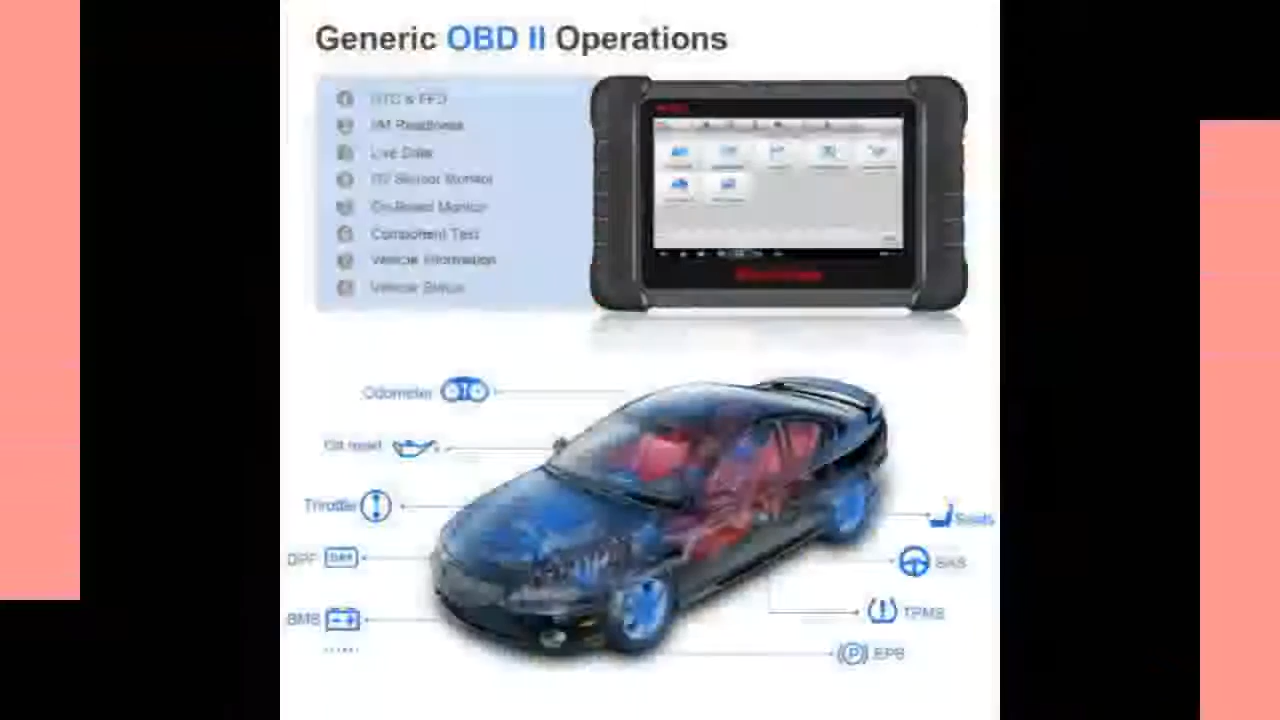 Generic OBD II Operations
DTC & FFD
I/M Readiness
Live Data
O2 Sensor Monitor
On-Board Monitor
Component Test
Vehicle Information
Vehicle Status
Odometer
Oil reset
Throttle
DPF
BMS
Seats
SAS
TPMS
EPB